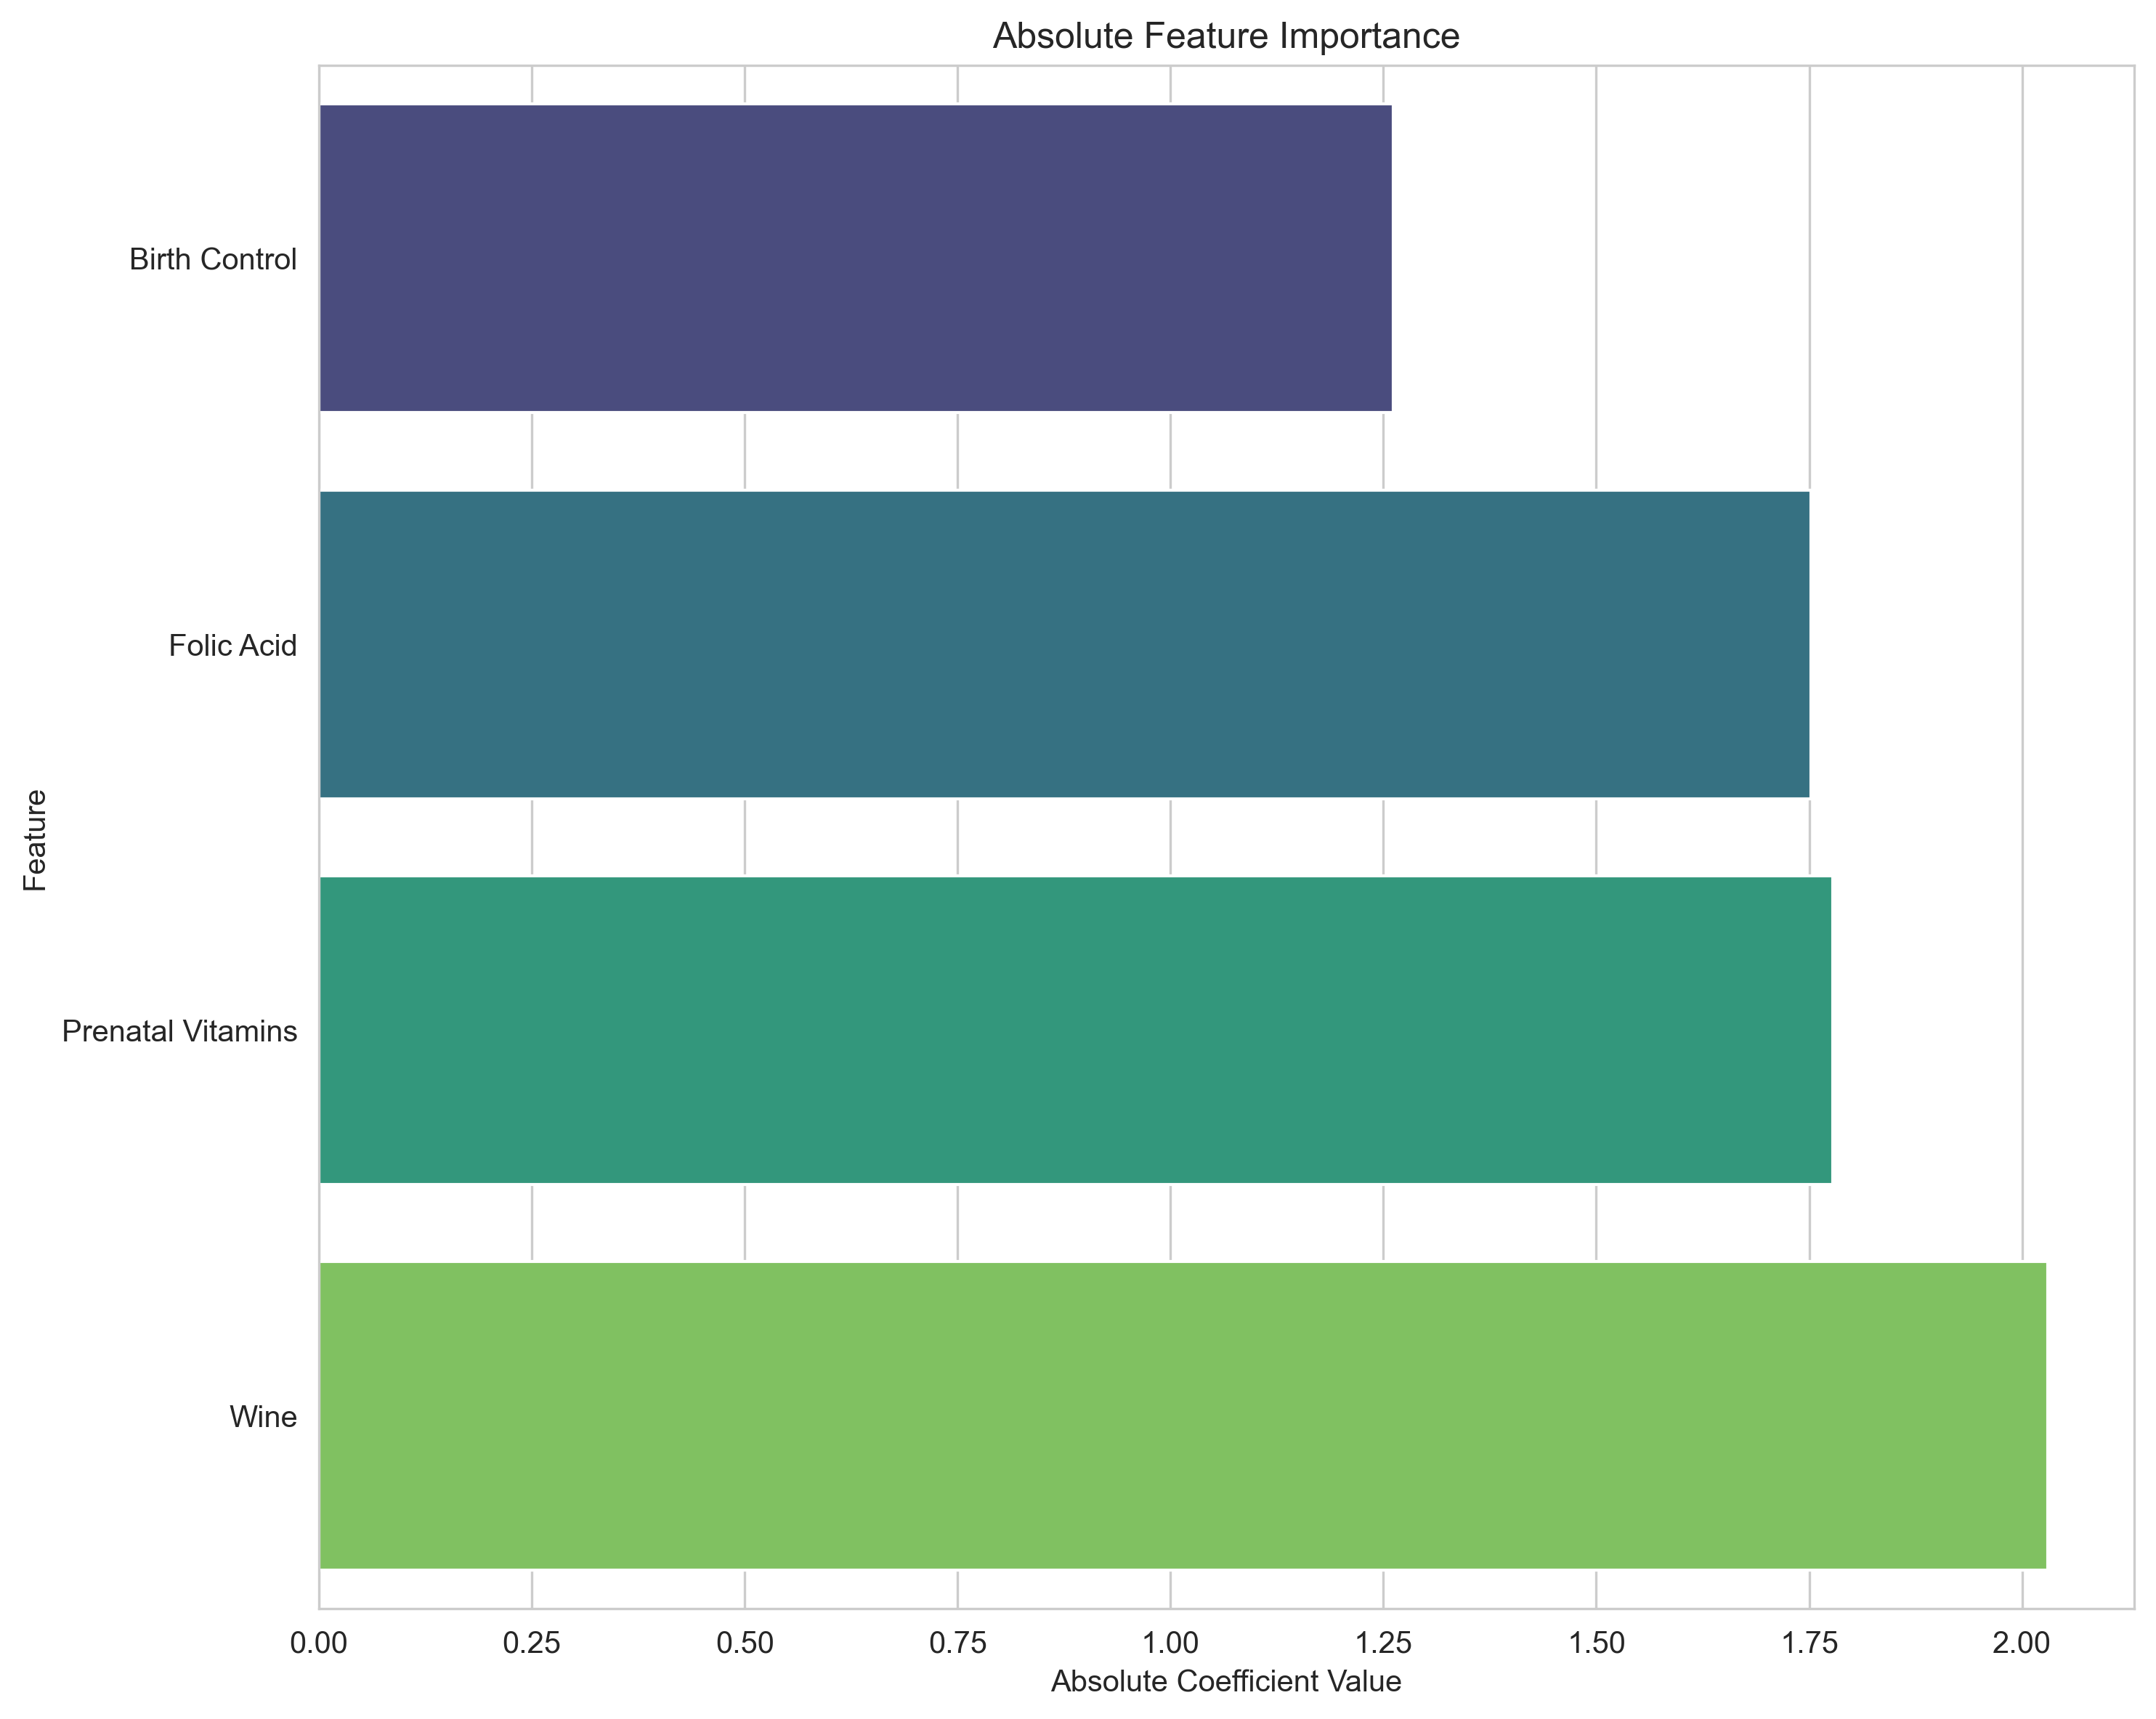 Absolute Feature Importance
Birth Control
Folic Acid
Prenatal Vitamins
Wine
Feature
0.00 0.25 0.50 0.75 1.00 1.25 1.50 1.75 2.00
Absolute Coefficient Value